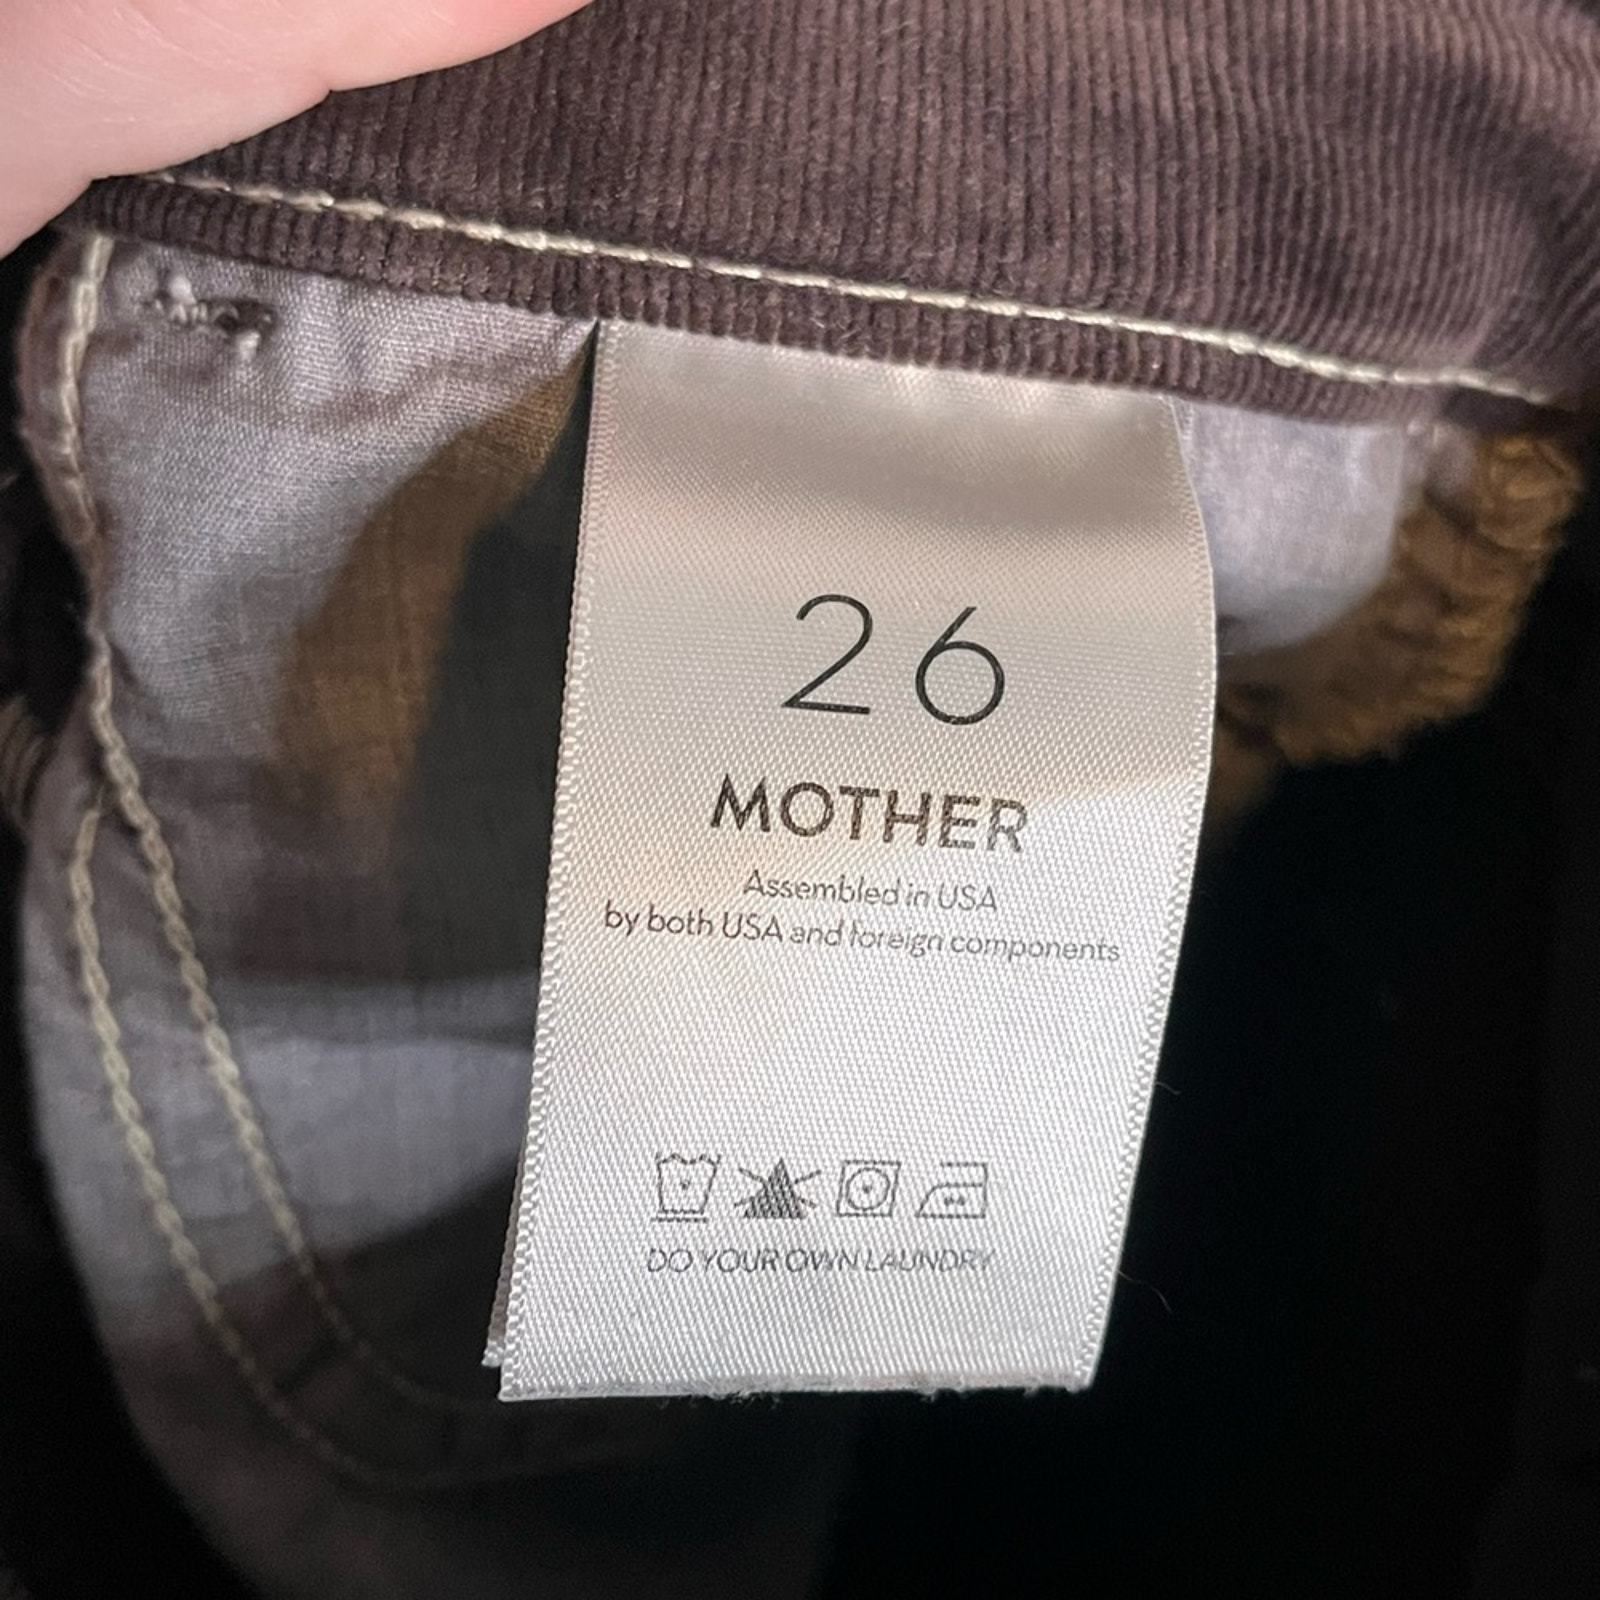 26
MOTHER
Assembled in USA
by both USA and foreign components
DO YOUR OWN LAUNDRY